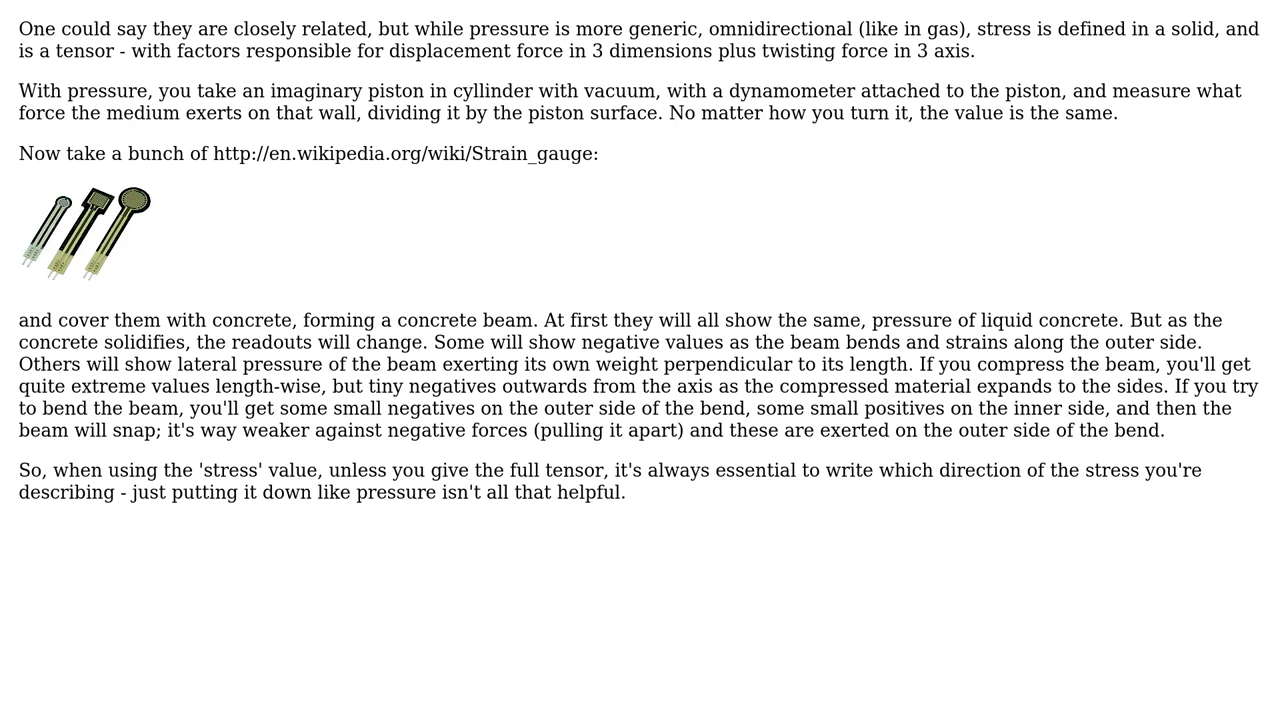 One could say they are closely related, but while pressure is more generic, omnidirectional (like in gas), stress is defined in a solid, and
is a tensor - with factors responsible for displacement force in 3 dimensions plus twisting force in 3 axis.
With pressure, you take an imaginary piston in cyllinder with vacuum, with a dynamometer attached to the piston, and measure what
force the medium exerts on that wall, dividing it by the piston surface. No matter how you turn it, the value is the same.
Now take a bunch of http://en.wikipedia.org/wiki/Strain_gauge:
and cover them with concrete, forming a concrete beam. At first they will all show the same, pressure of liquid concrete. But as the
concrete solidifies, the readouts will change. Some will show negative values as the beam bends and strains along the outer side.
Others will show lateral pressure of the beam exerting its own weight perpendicular to its length. If you compress the beam, you'll get
quite extreme values length-wise, but tiny negatives outwards from the axis as the compressed material expands to the sides. If you try
to bend the beam, you'll get some small negatives on the outer side of the bend, some small positives on the inner side, and then the
beam will snap; it's way weaker against negative forces (pulling it apart) and these are exerted on the outer side of the bend.
So, when using the 'stress' value, unless you give the full tensor, it's always essential to write which direction of the stress you're
describing - just putting it down like pressure isn't all that helpful.